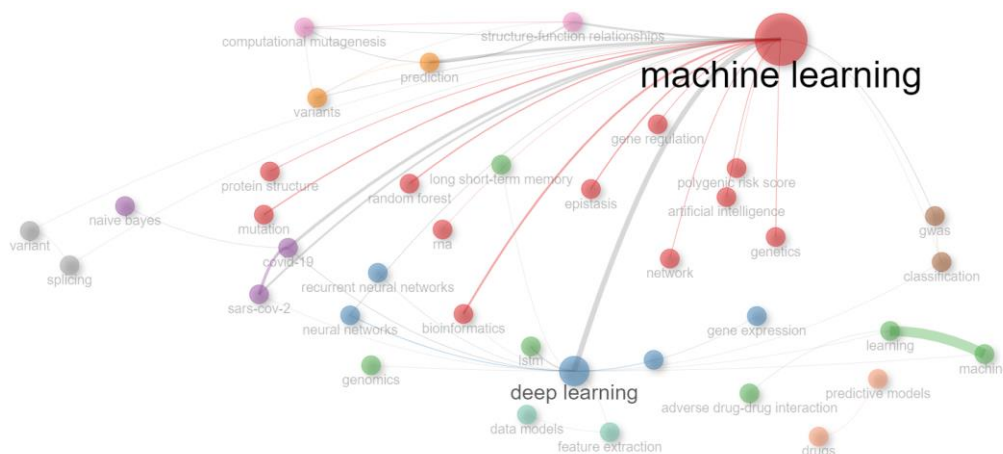 computational mutagenesis
structure-function relationships
prediction
machine learning
variants
gene regulation
protein structure
random forest
long short-term memory
epistasis
polygenic risk score
artificial intelligence
naive bayes
mutation
rna
gwas
variant
genetics
splicing
covid-19
network
classification
recurrent neural networks
sars-cov-2
neural networks
bioinformatics
gene expression
learning
lstm
machin
genomics
deep learning
predictive models
adverse drug-drug interaction
data models
feature extraction
drugs